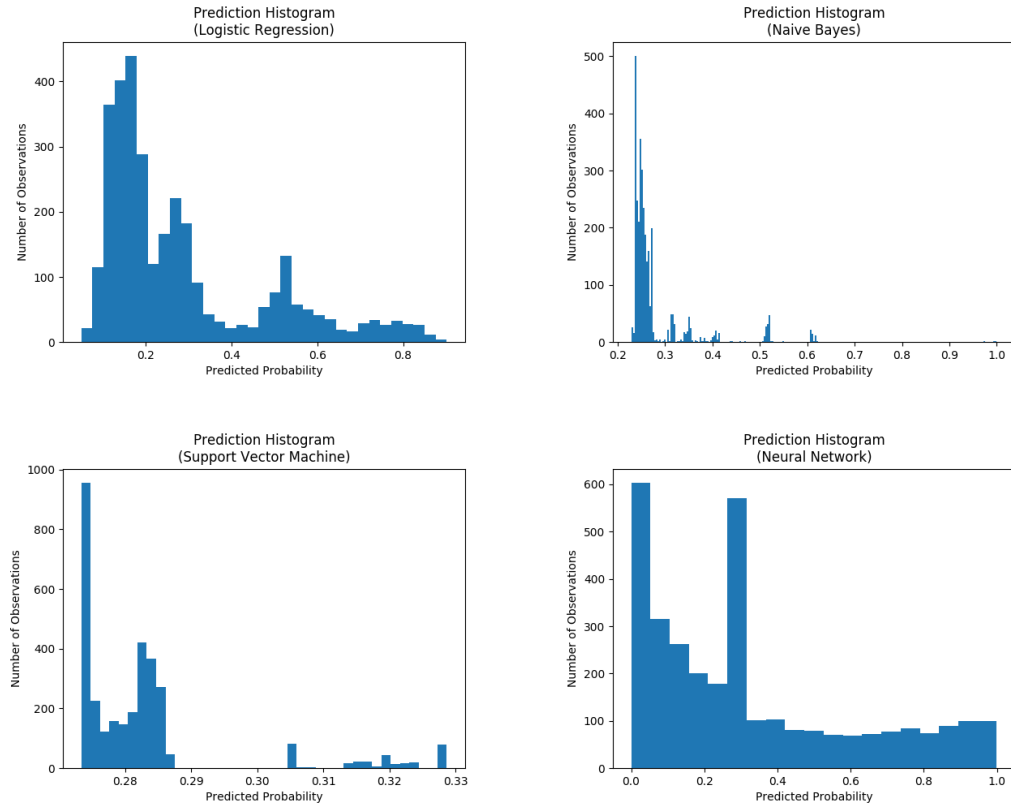 Prediction Histogram
(Logistic Regression)
400
300
200
100
0
Number of Observations
0.2 0.4 0.6 0.8
Predicted Probability
Prediction Histogram
(Naive Bayes)
500
400
300
200
100
0
Number of Observations
0.2 0.3 0.4 0.5 0.6 0.7 0.8 0.9 1.0
Predicted Probability
Prediction Histogram
(Support Vector Machine)
1000
800
600
400
200
0
Number of Observations
0.28 0.29 0.30 0.31 0.32 0.33
Predicted Probability
Prediction Histogram
(Neural Network)
600
500
400
300
200
100
0
Number of Observations
0.0 0.2 0.4 0.6 0.8 1.0
Predicted Probability